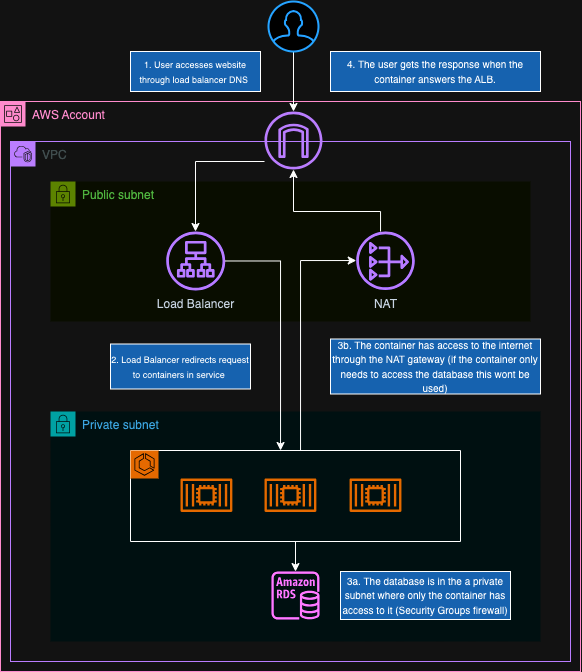 1. User accesses website
through load balancer DNS
4. The user gets the response when the
container answers the ALB.
AWS Account
VPC
Public subnet
Load Balancer
NAT
2. Load Balancer redirects request
to containers in service
3b. The container has access to the internet
through the NAT gateway (if the container only
needs to access the database this wont be
used)
Private subnet
Amazon
RDS
3a. The database is in the a private
subnet where only the container has
access to it (Security Groups firewall)